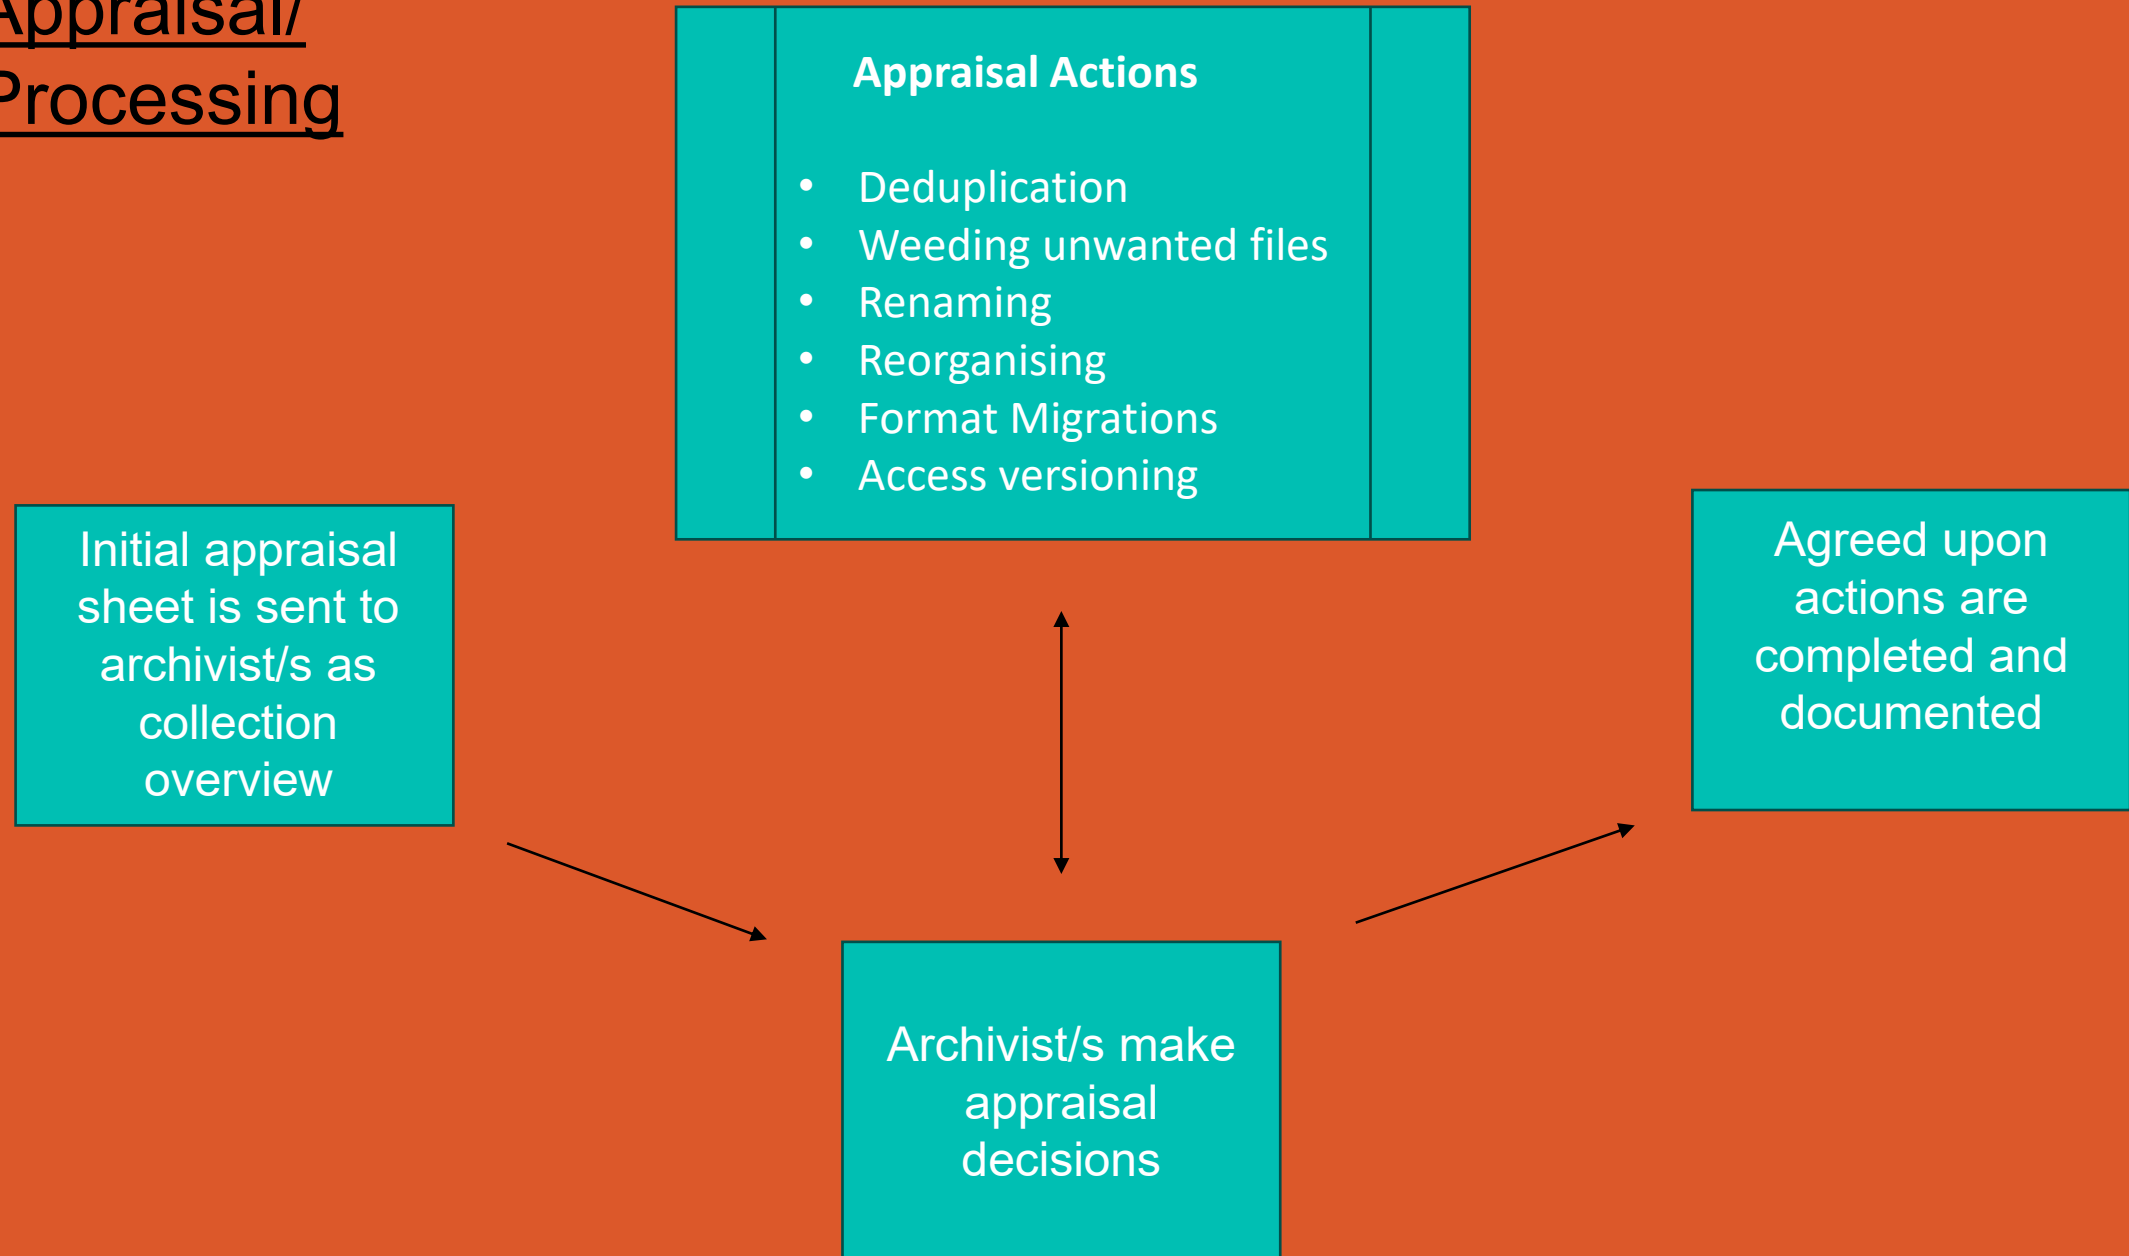 Appraisal/
Processing
Appraisal Actions
• Deduplication
• Weeding unwanted files
• Renaming
• Reorganising
• Format Migrations
• Access versioning
Initial appraisal
sheet is sent to
archivist/s as
collection
overview
Agreed upon
actions are
completed and
documented
Archivist/s make
appraisal
decisions